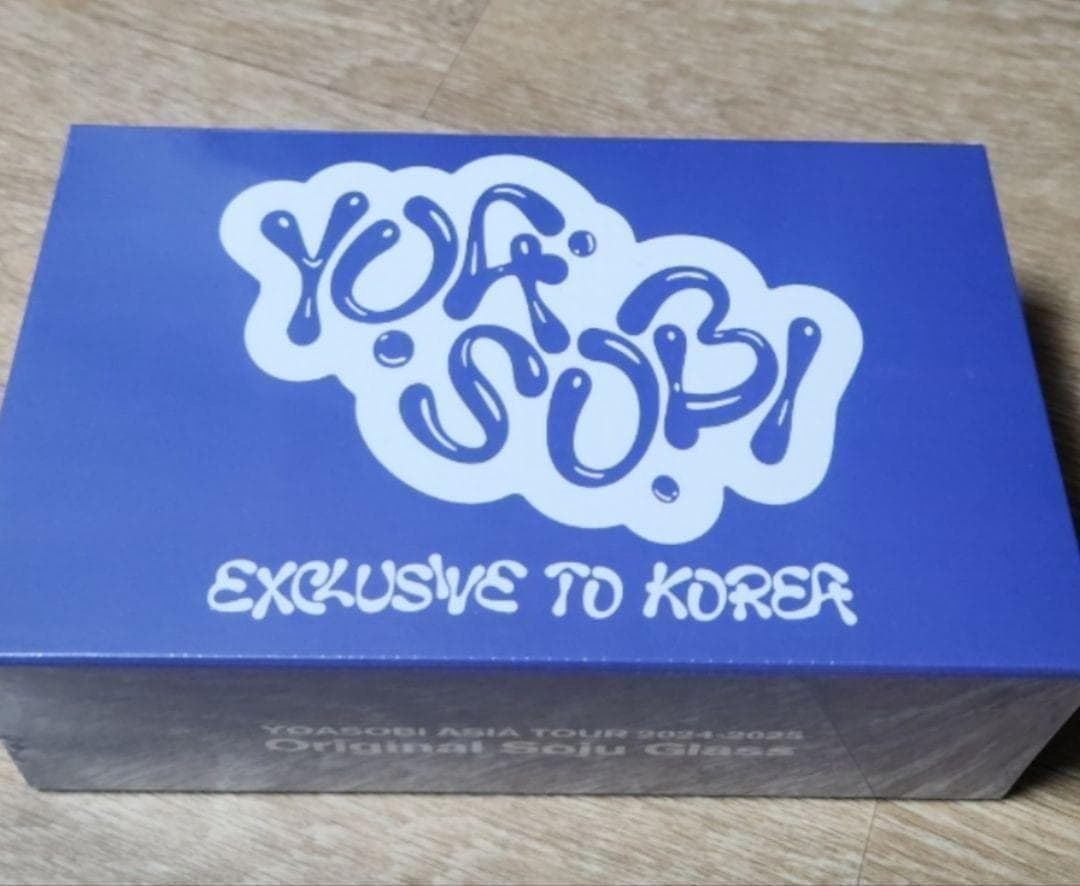 YOA
SOBI
EXCLUSIVE TO KOREA
YOASOBI ASIA TOUR 2024-2025
Original Soju Glass